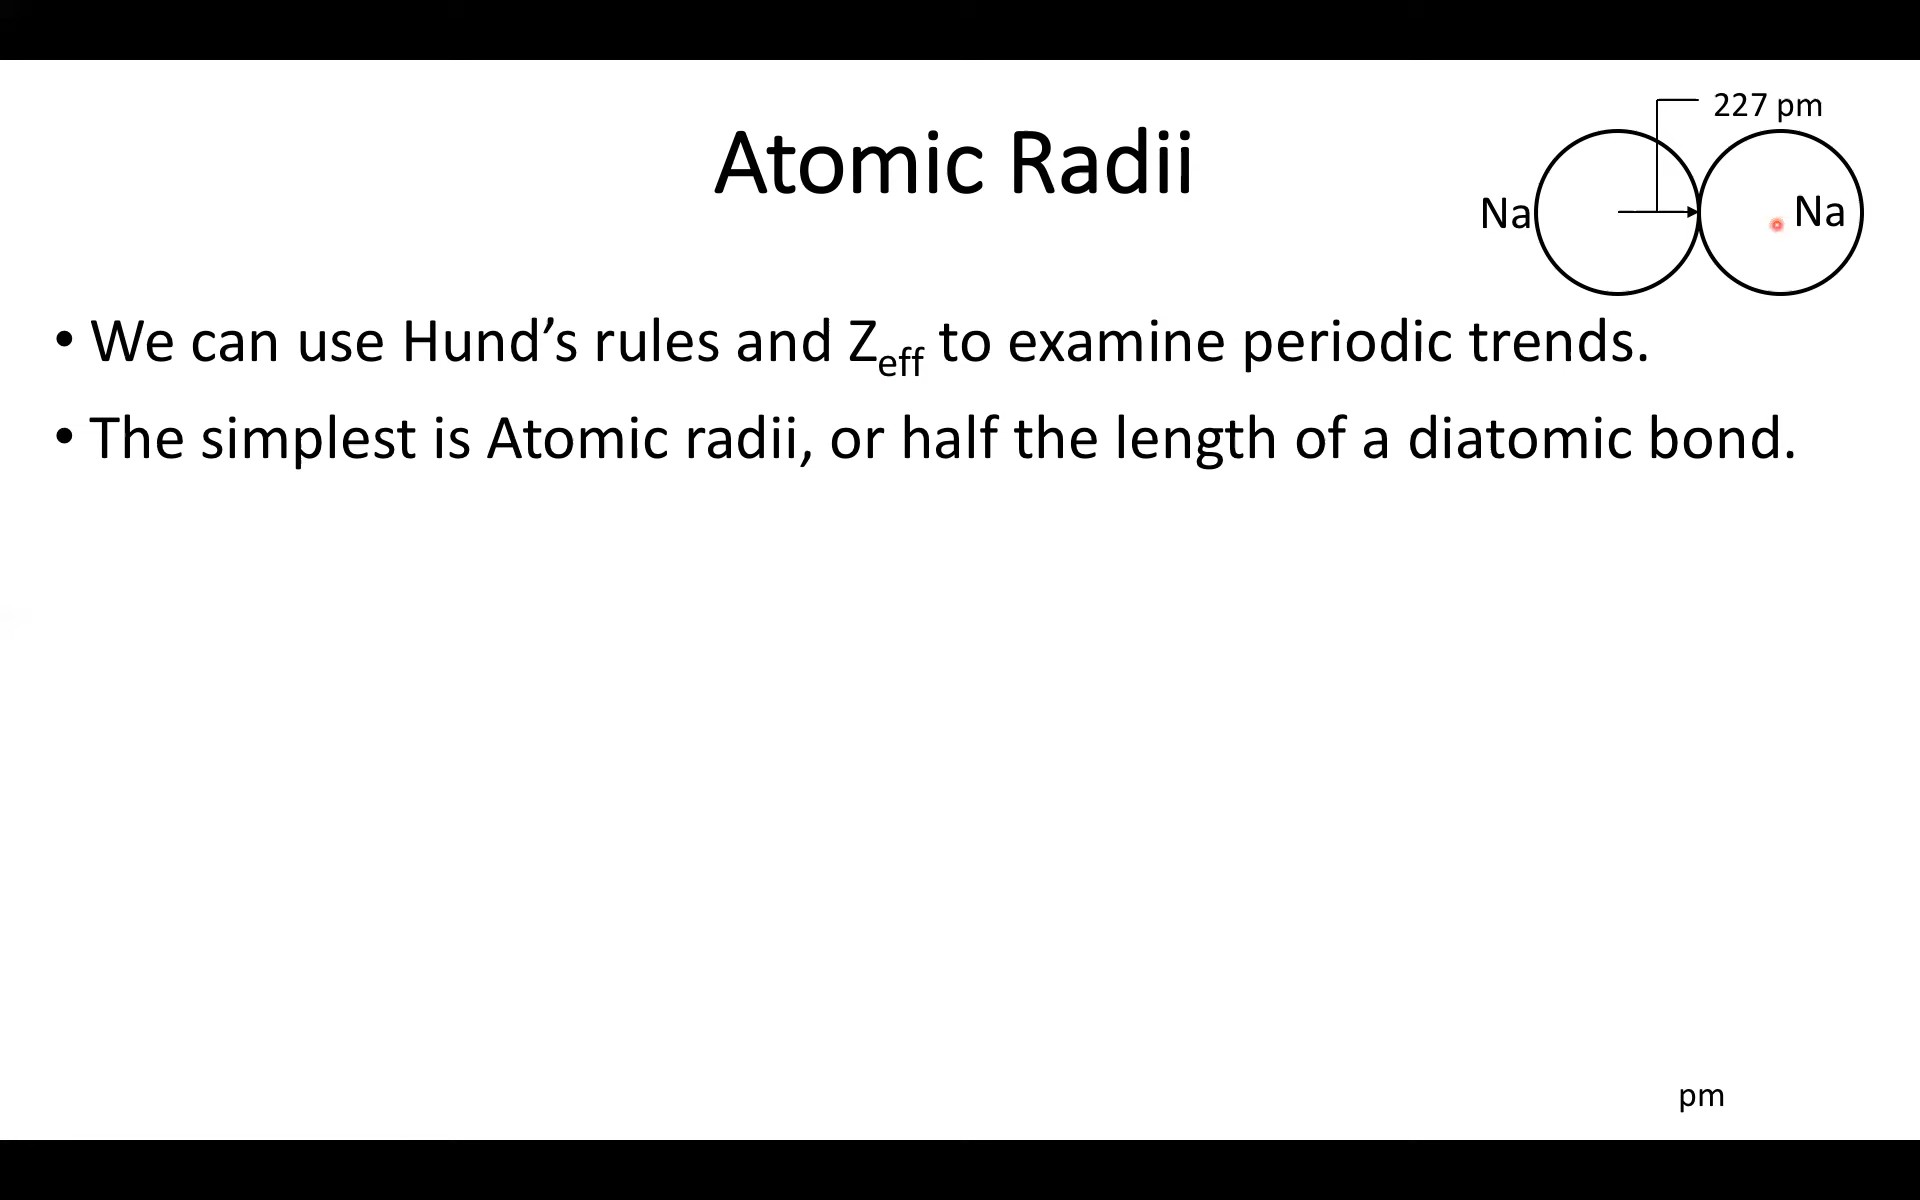 227 pm
Atomic Radii
Na
Na
• We can use Hund’s rules and Zeff to examine periodic trends.
• The simplest is Atomic radii, or half the length of a diatomic bond.
pm